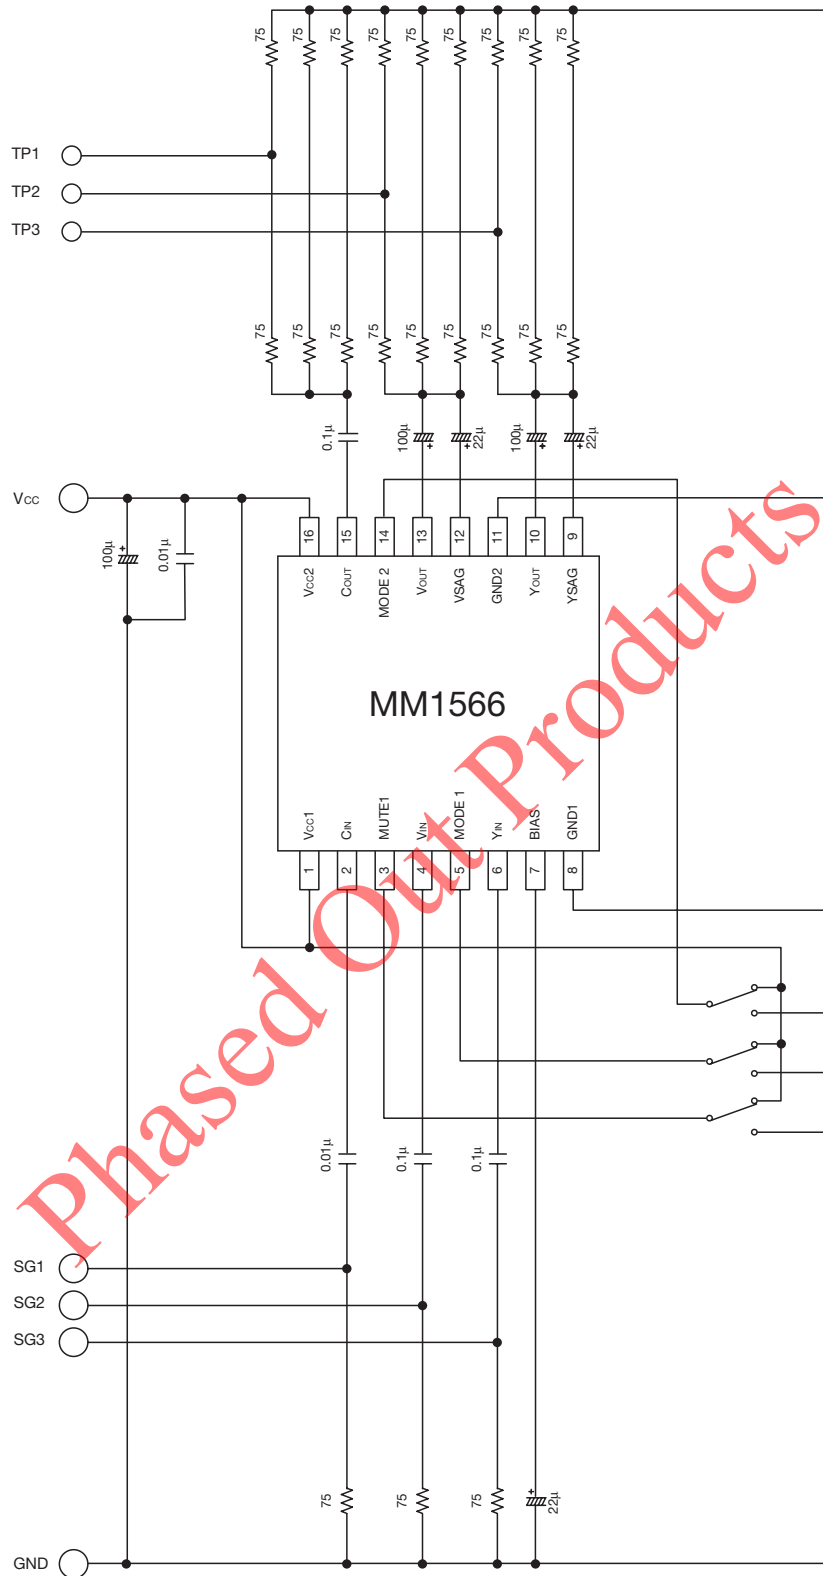 75 75 75 75 75 75 75 75 75
TP1
TP2
TP3
75 75 75 75 75 75 75 75 75
0.1µ 100µ 22µ 100µ 22µ
Vcc
100µ 0.01µ
16 15 14 13 12 11 10 9
Vcc2 COUT MODE 2 VOUT VSAG GND2 YOUT YSAG
MM1566
Vcc1 CIN MUTE1 VIN MODE 1 YIN BIAS GND1
1 2 3 4 5 6 7 8
0.01µ 0.1µ 0.1µ
SG1
SG2
SG3
75 75 75 22µ
GND
Phased Out Products